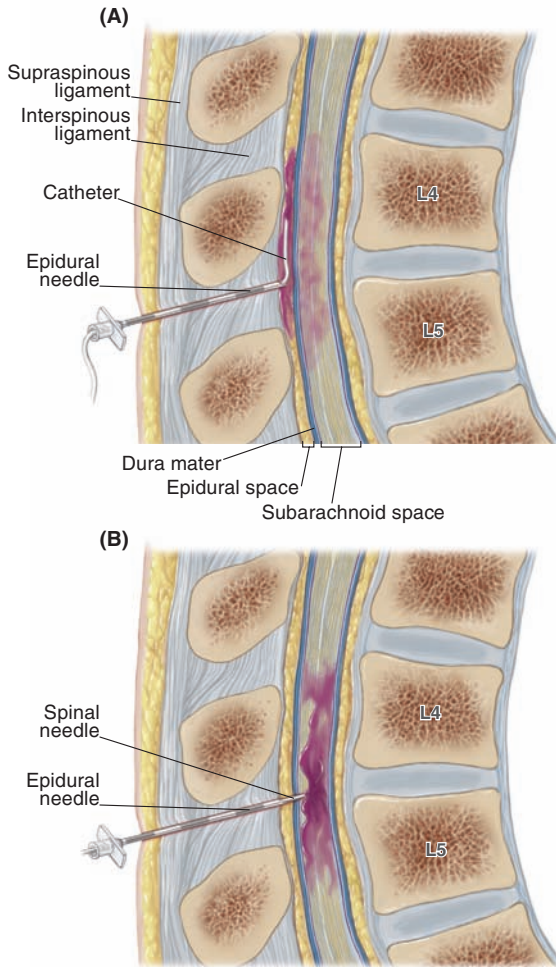 (A)
Supraspinous
ligament
Interspinous
ligament
Catheter
Epidural
needle
L4
L5
Dura mater
Epidural space
Subarachnoid space
(B)
Spinal
needle
Epidural
needle
L4
L5